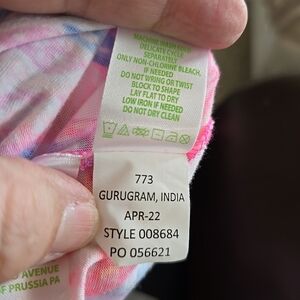 MACHINE WASH COLD
DELICATE CYCLE
SEPARATELY
ONLY NON-CHLORINE BLEACH,
IF NEEDED
DO NOT WRING OR TWIST
BLOCK TO SHAPE
LAY FLAT TO DRY
LOW IRON IF NEEDED
DO NOT DRY CLEAN
773
GURUGRAM, INDIA
APR-22
STYLE 008684
PO 056621
AVENUE
OF PRUSSIA PA